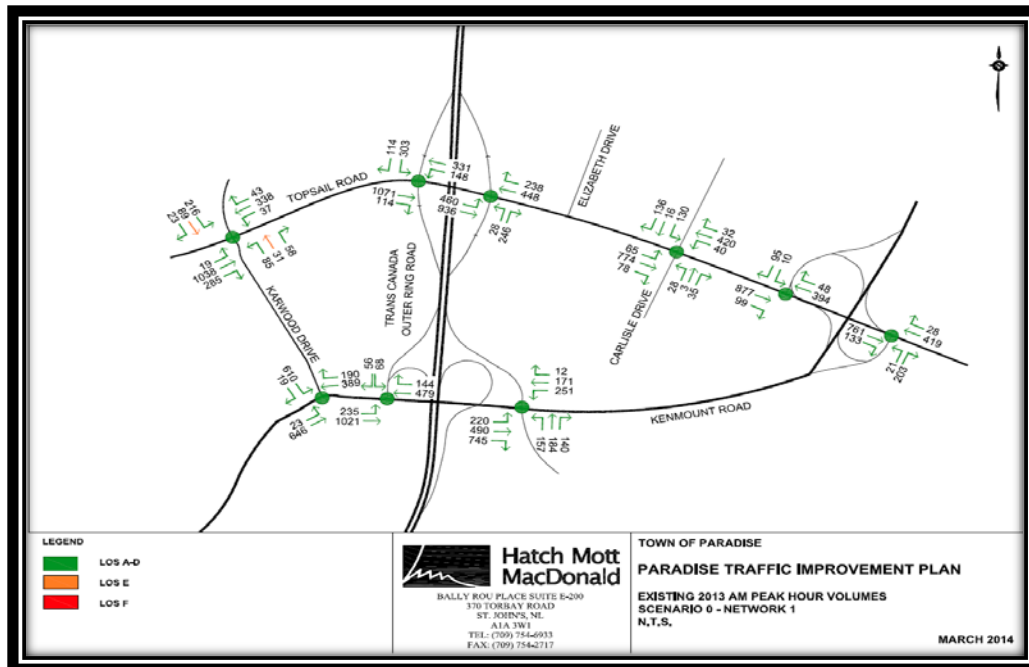 114
303
331
148
1071
114
TOPSAIL ROAD
43
338
37
216
89
23
19
1038
285
85
31
58
KARWOOD DRIVE
TRANS CANADA
OUTER RING ROAD
460
936
238
448
28
246
ELIZABETH DRIVE
136
16
130
32
420
40
65
774
78
28
3
35
CARLISLE DRIVE
95
10
48
394
877
99
761
133
28
419
21
203
610
19
190
389
23
646
56
68
144
479
235
1021
12
171
251
220
490
745
157
184
140
KENMOUNT ROAD
LEGEND
LOS A-D
LOS E
LOS F
Hatch Mott
MacDonald
BALLY ROU PLACE SUITE E-200
370 TORBAY ROAD
ST. JOHN'S, NL
A1A 3W1
TEL: (709) 754-6933
FAX: (709) 754-2717
TOWN OF PARADISE
PARADISE TRAFFIC IMPROVEMENT PLAN
EXISTING 2013 AM PEAK HOUR VOLUMES
SCENARIO 0 - NETWORK 1
N.T.S.
MARCH 2014